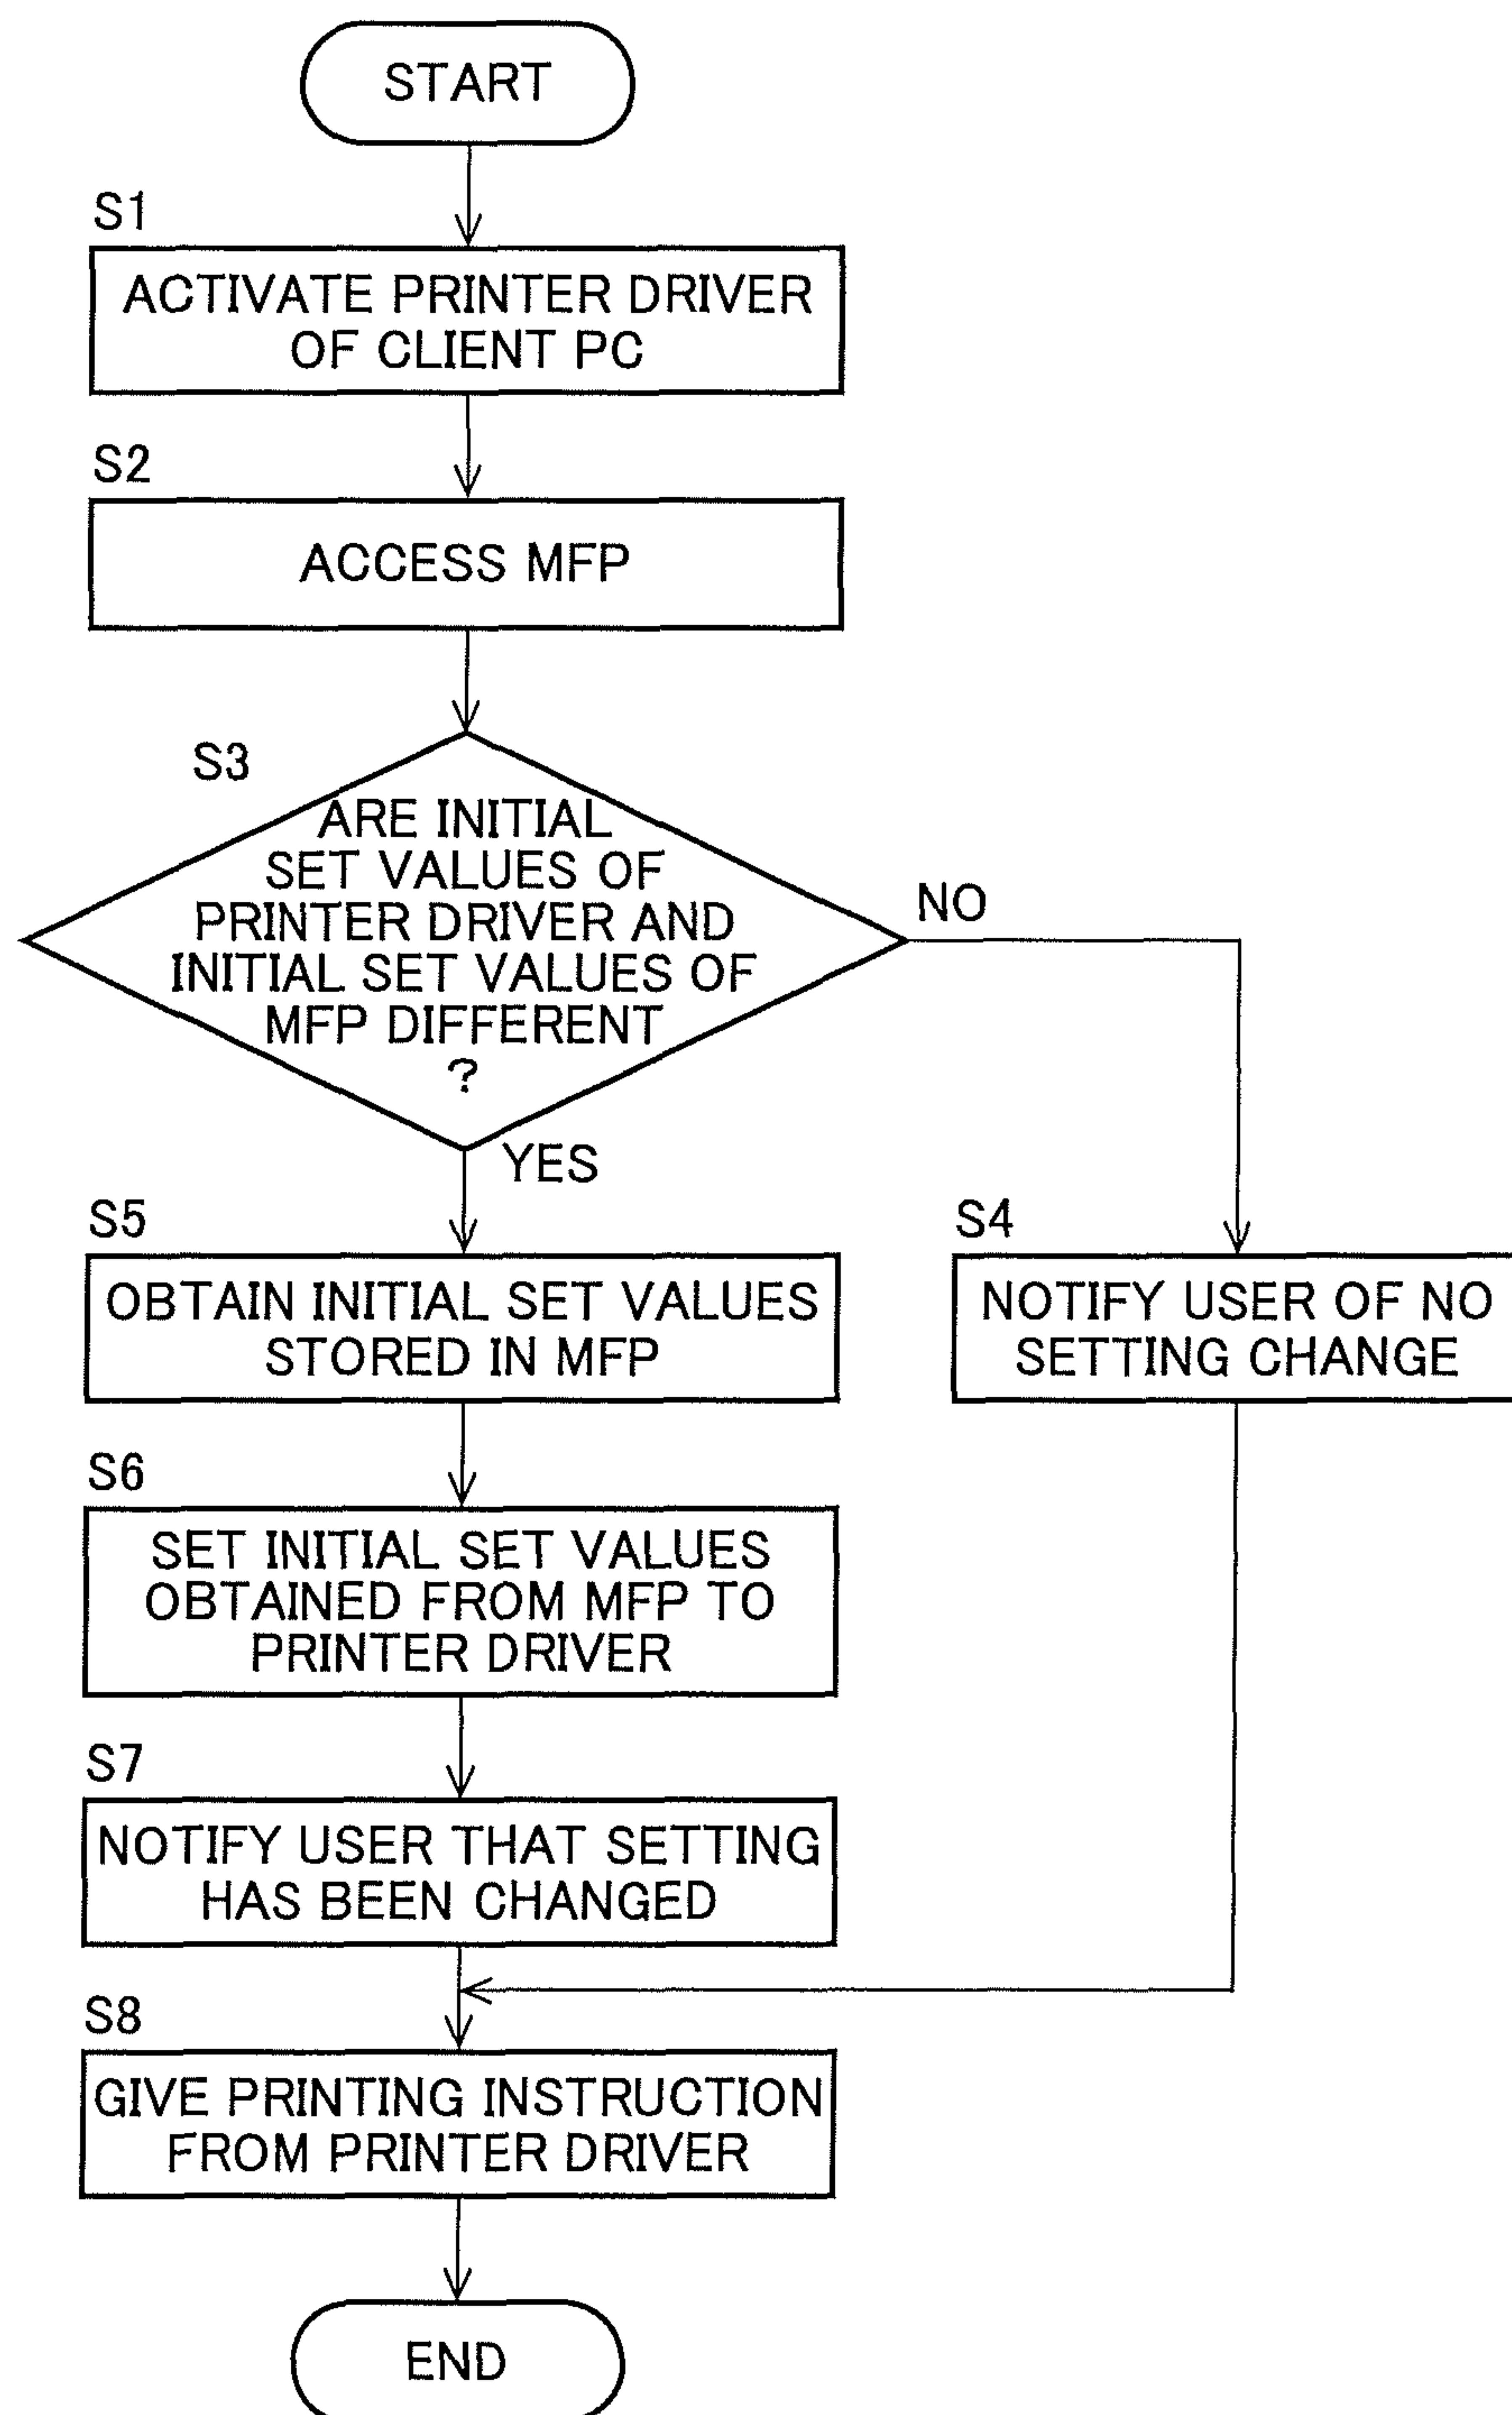 START
S1
ACTIVATE PRINTER DRIVER
OF CLIENT PC
S2
ACCESS MFP
S3
ARE INITIAL
SET VALUES OF
PRINTER DRIVER AND
INITIAL SET VALUES OF
MFP DIFFERENT
?
NO
YES
S5
OBTAIN INITIAL SET VALUES
STORED IN MFP
S4
NOTIFY USER OF NO
SETTING CHANGE
S6
SET INITIAL SET VALUES
OBTAINED FROM MFP TO
PRINTER DRIVER
S7
NOTIFY USER THAT SETTING
HAS BEEN CHANGED
S8
GIVE PRINTING INSTRUCTION
FROM PRINTER DRIVER
END